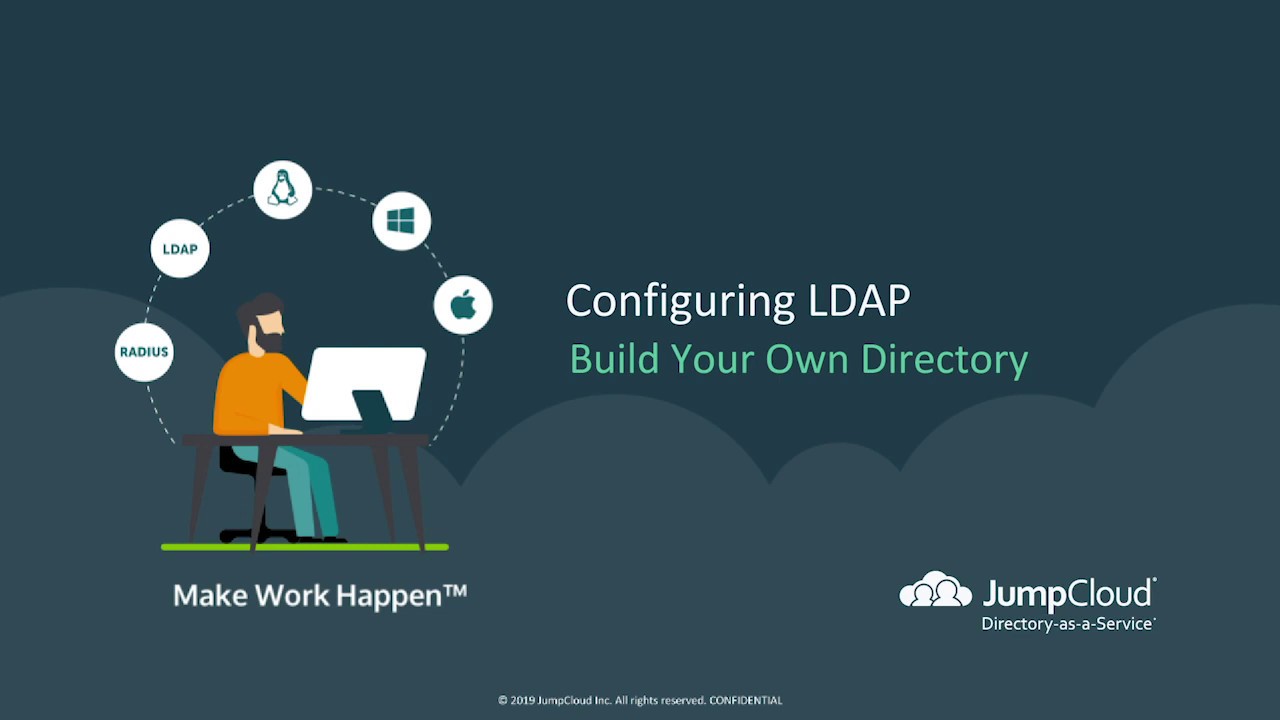 LDAP
RADIUS
Configuring LDAP
Build Your Own Directory
Make Work Happen™
JumpCloud®
Directory-as-a-Service®
© 2019 JumpCloud Inc. All rights reserved. CONFIDENTIAL